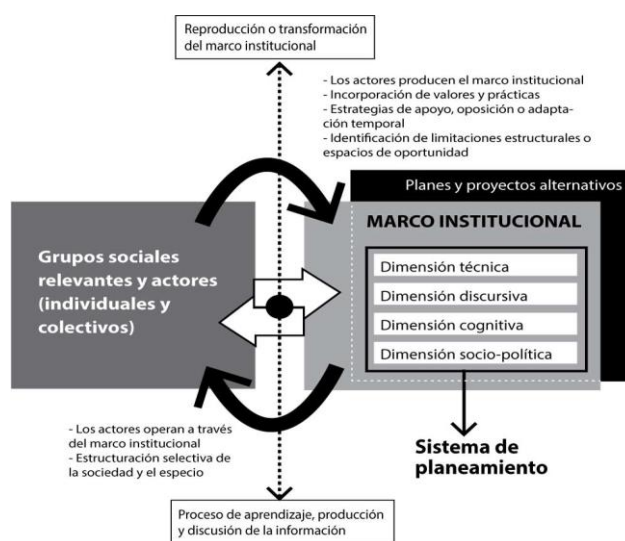 Reproducción o transformación
del marco institucional
- Los actores producen el marco institucional
- Incorporación de valores y prácticas
- Estrategias de apoyo, oposición o adapta-
ción temporal
- Identificación de limitaciones estructurales o
espacios de oportunidad
Planes y proyectos alternativos
MARCO INSTITUCIONAL
Grupos sociales
relevantes y actores
(individuales y
colectivos)
Dimensión técnica
Dimensión discursiva
Dimensión cognitiva
Dimensión socio-política
- Los actores operan a través
del marco institucional
- Estructuración selectiva de
la sociedad y el especio
Sistema de
planeamiento
Proceso de aprendizaje, producción
y discusión de la información